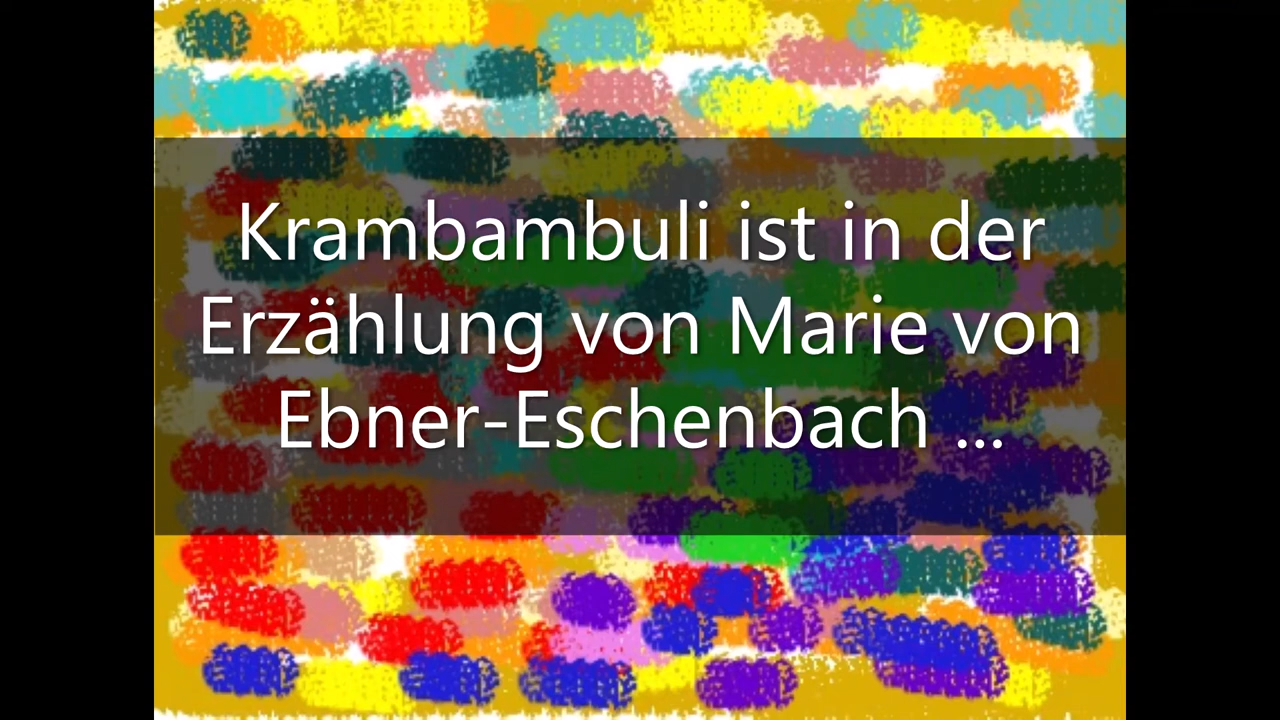 Krambambuli ist in der
Erzählung von Marie von
Ebner-Eschenbach ...